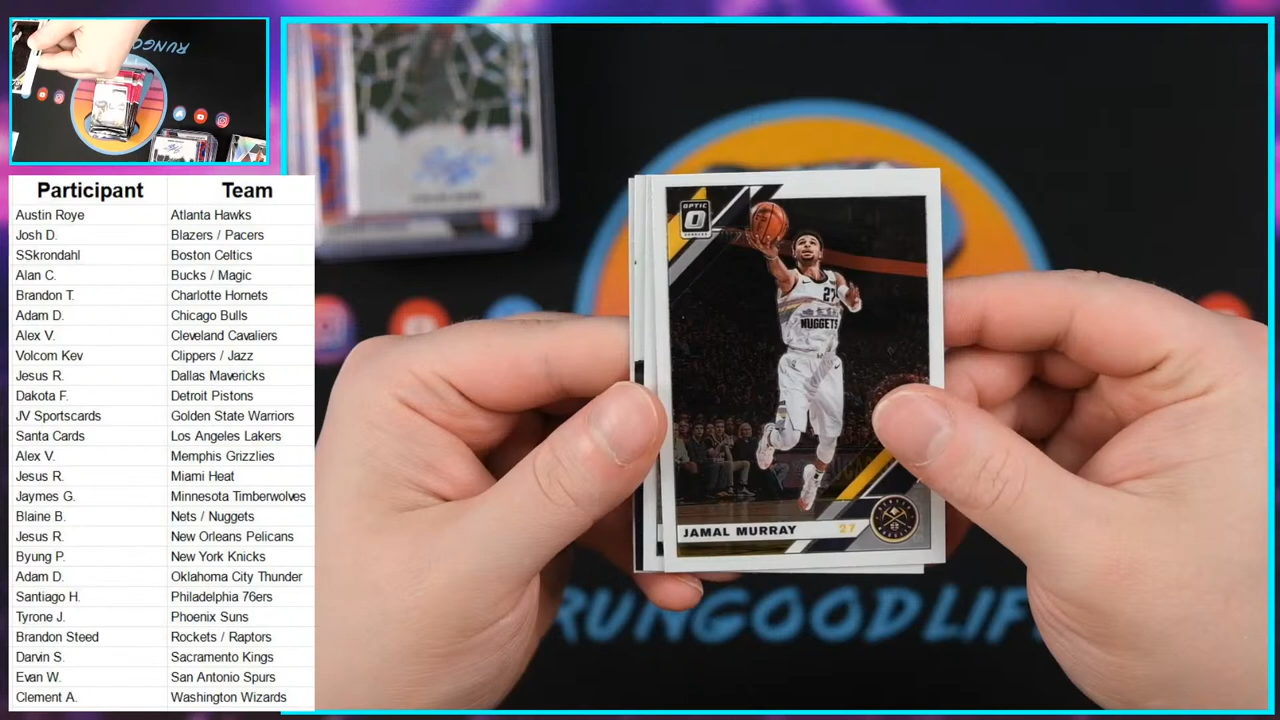 RUNGOOD
Participant Team
Austin Roye Atlanta Hawks
Josh D. Blazers / Pacers
SSkrondahl Boston Celtics
Alan C. Bucks / Magic
Brandon T. Charlotte Hornets
Adam D. Chicago Bulls
Alex V. Cleveland Cavaliers
Volcom Kev Clippers / Jazz
Jesus R. Dallas Mavericks
Dakota F. Detroit Pistons
JV Sportscards Golden State Warriors
Santa Cards Los Angeles Lakers
Alex V. Memphis Grizzlies
Jesus R. Miami Heat
Jaymes G. Minnesota Timberwolves
Blaine B. Nets / Nuggets
Jesus R. New Orleans Pelicans
Byung P. New York Knicks
Adam D. Oklahoma City Thunder
Santiago H. Philadelphia 76ers
Tyrone J. Phoenix Suns
Brandon Steed Rockets / Raptors
Darvin S. Sacramento Kings
Evan W. San Antonio Spurs
Clement A. Washington Wizards
OPTIC
27
NUGGETS
JAMAL MURRAY 27
RUNGOOD LIF